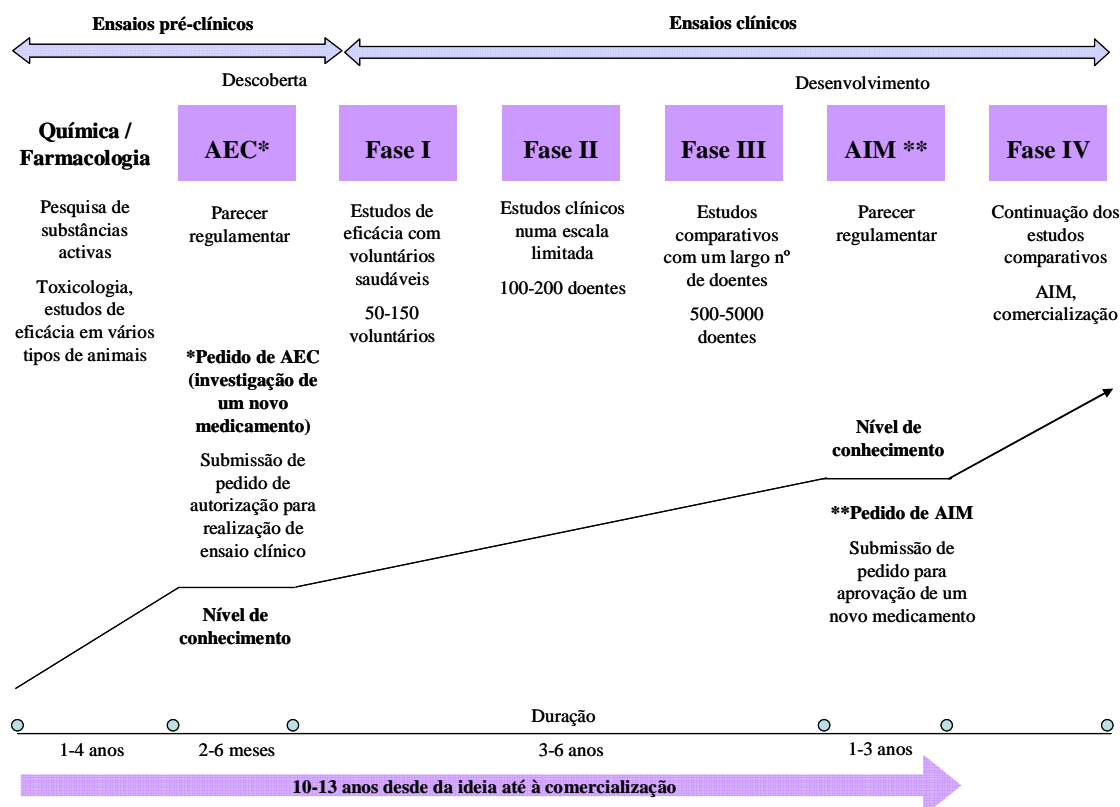 Ensaios pré-clínicos
Ensaios clínicos
Descoberta
Desenvolvimento
Química /
Farmacologia
Pesquisa de
substâncias
activas
Toxicologia,
estudos de
eficácia em vários
tipos de animais
AEC*
Parecer
regulamentar
*Pedido de AEC
(investigação de
um novo
medicamento)
Submissão de
pedido de
autorização para
realização de
ensaio clínico
Fase I
Estudos de
eficácia com
voluntários
saudáveis
50-150
voluntários
Fase II
Estudos clínicos
numa escala
limitada
100-200 doentes
Fase III
Estudos
comparativos
com um largo nº
de doentes
500-5000
doentes
AIM **
Parecer
regulamentar
Nível de
conhecimento
**Pedido de AIM
Submissão de
pedido para
aprovação de um
novo medicamento
Fase IV
Continuação dos
estudos
comparativos
AIM,
comercialização
Nível de
conhecimento
Duração
1-4 anos
2-6 meses
3-6 anos
1-3 anos
10-13 anos desde da ideia até à comercialização